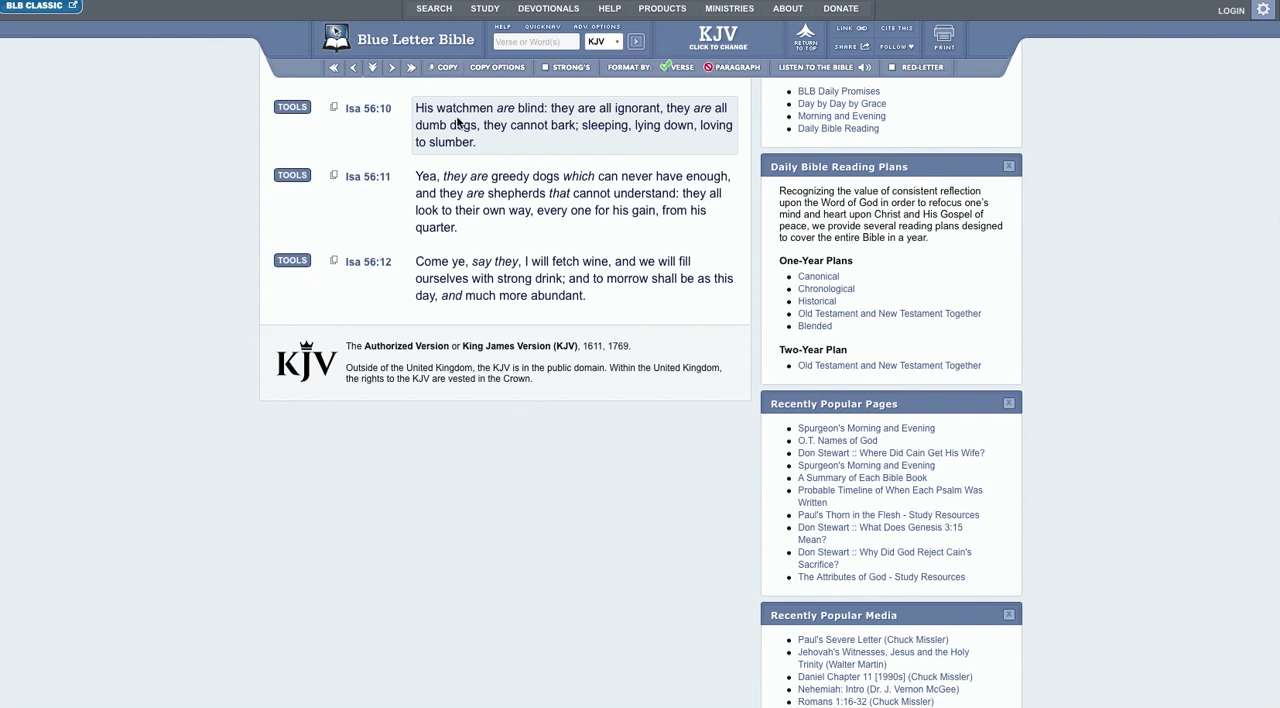 BLB CLASSIC
SEARCH STUDY DEVOTIONALS HELP PRODUCTS MINISTRIES ABOUT DONATE
LOGIN
Blue Letter Bible
HELP QUICKNAV ADV. OPTIONS
Verse or Word(s) KJV
KJV
CLICK TO CHANGE
RETURN TO TOP
LINK CITE THIS
SHARE FOLLOW
PRINT
COPY COPY OPTIONS STRONG'S FORMAT BY: VERSE PARAGRAPH LISTEN TO THE BIBLE RED-LETTER
TOOLS Isa 56:10 His watchmen are blind: they are all ignorant, they are all
dumb dogs, they cannot bark; sleeping, lying down, loving
to slumber.
TOOLS Isa 56:11 Yea, they are greedy dogs which can never have enough,
and they are shepherds that cannot understand: they all
look to their own way, every one for his gain, from his
quarter.
TOOLS Isa 56:12 Come ye, say they, I will fetch wine, and we will fill
ourselves with strong drink; and to morrow shall be as this
day, and much more abundant.
KJV
The Authorized Version or King James Version (KJV), 1611, 1769.
Outside of the United Kingdom, the KJV is in the public domain. Within the United Kingdom,
the rights to the KJV are vested in the Crown.
BLB Daily Promises
Day by Day by Grace
Morning and Evening
Daily Bible Reading
Daily Bible Reading Plans X
Recognizing the value of consistent reflection
upon the Word of God in order to refocus one's
mind and heart upon Christ and His Gospel of
peace, we provide several reading plans designed
to cover the entire Bible in a year.
One-Year Plans
Canonical
Chronological
Historical
Old Testament and New Testament Together
Blended
Two-Year Plan
Old Testament and New Testament Together
Recently Popular Pages X
Spurgeon's Morning and Evening
O.T. Names of God
Don Stewart :: Where Did Cain Get His Wife?
Spurgeon's Morning and Evening
A Summary of Each Bible Book
Probable Timeline of When Each Psalm Was
Written
Paul's Thorn in the Flesh - Study Resources
Don Stewart :: What Does Genesis 3:15
Mean?
Don Stewart :: Why Did God Reject Cain's
Sacrifice?
The Attributes of God - Study Resources
Recently Popular Media X
Paul's Severe Letter (Chuck Missler)
Jehovah's Witnesses, Jesus and the Holy
Trinity (Walter Martin)
Daniel Chapter 11 [1990s] (Chuck Missler)
Nehemiah: Intro (Dr. J. Vernon McGee)
Romans 1:16-32 (Chuck Missler)